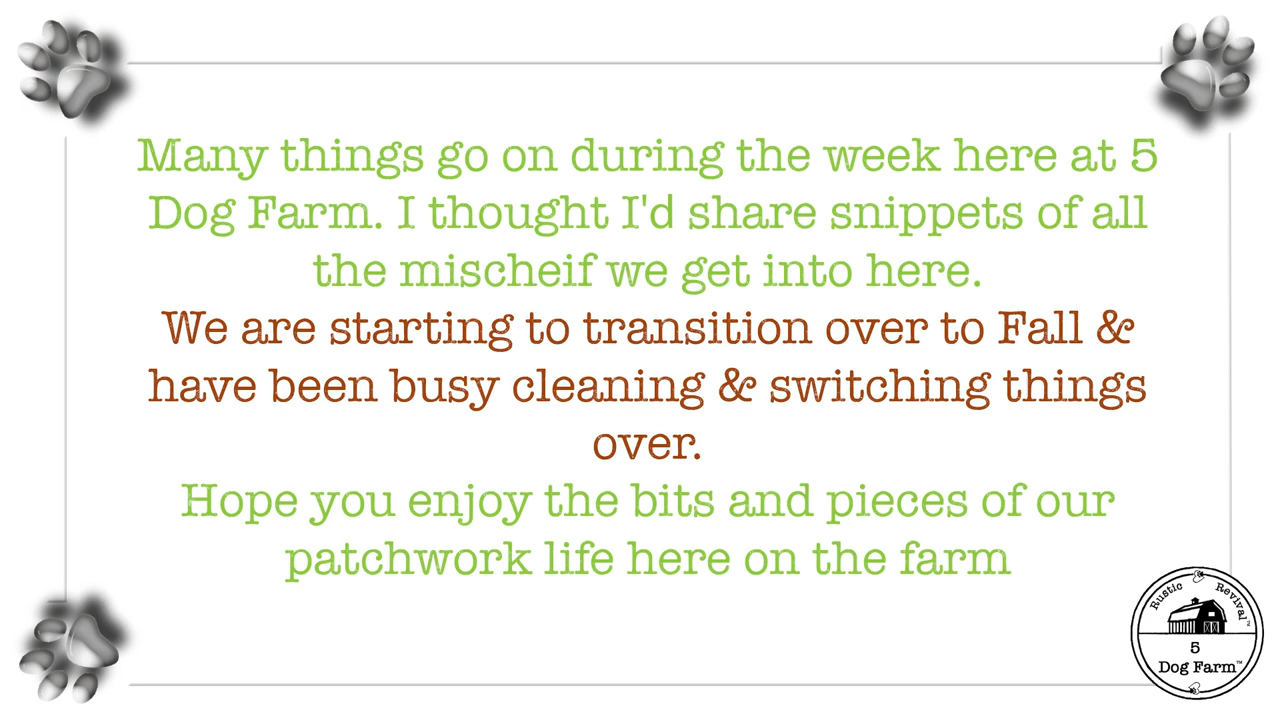 Many things go on during the week here at 5
Dog Farm. I thought I'd share snippets of all
the mischeif we get into here.
We are starting to transition over to Fall &
have been busy cleaning & switching things
over.
Hope you enjoy the bits and pieces of our
patchwork life here on the farm
Rustic Revival™
5
Dog Farm™